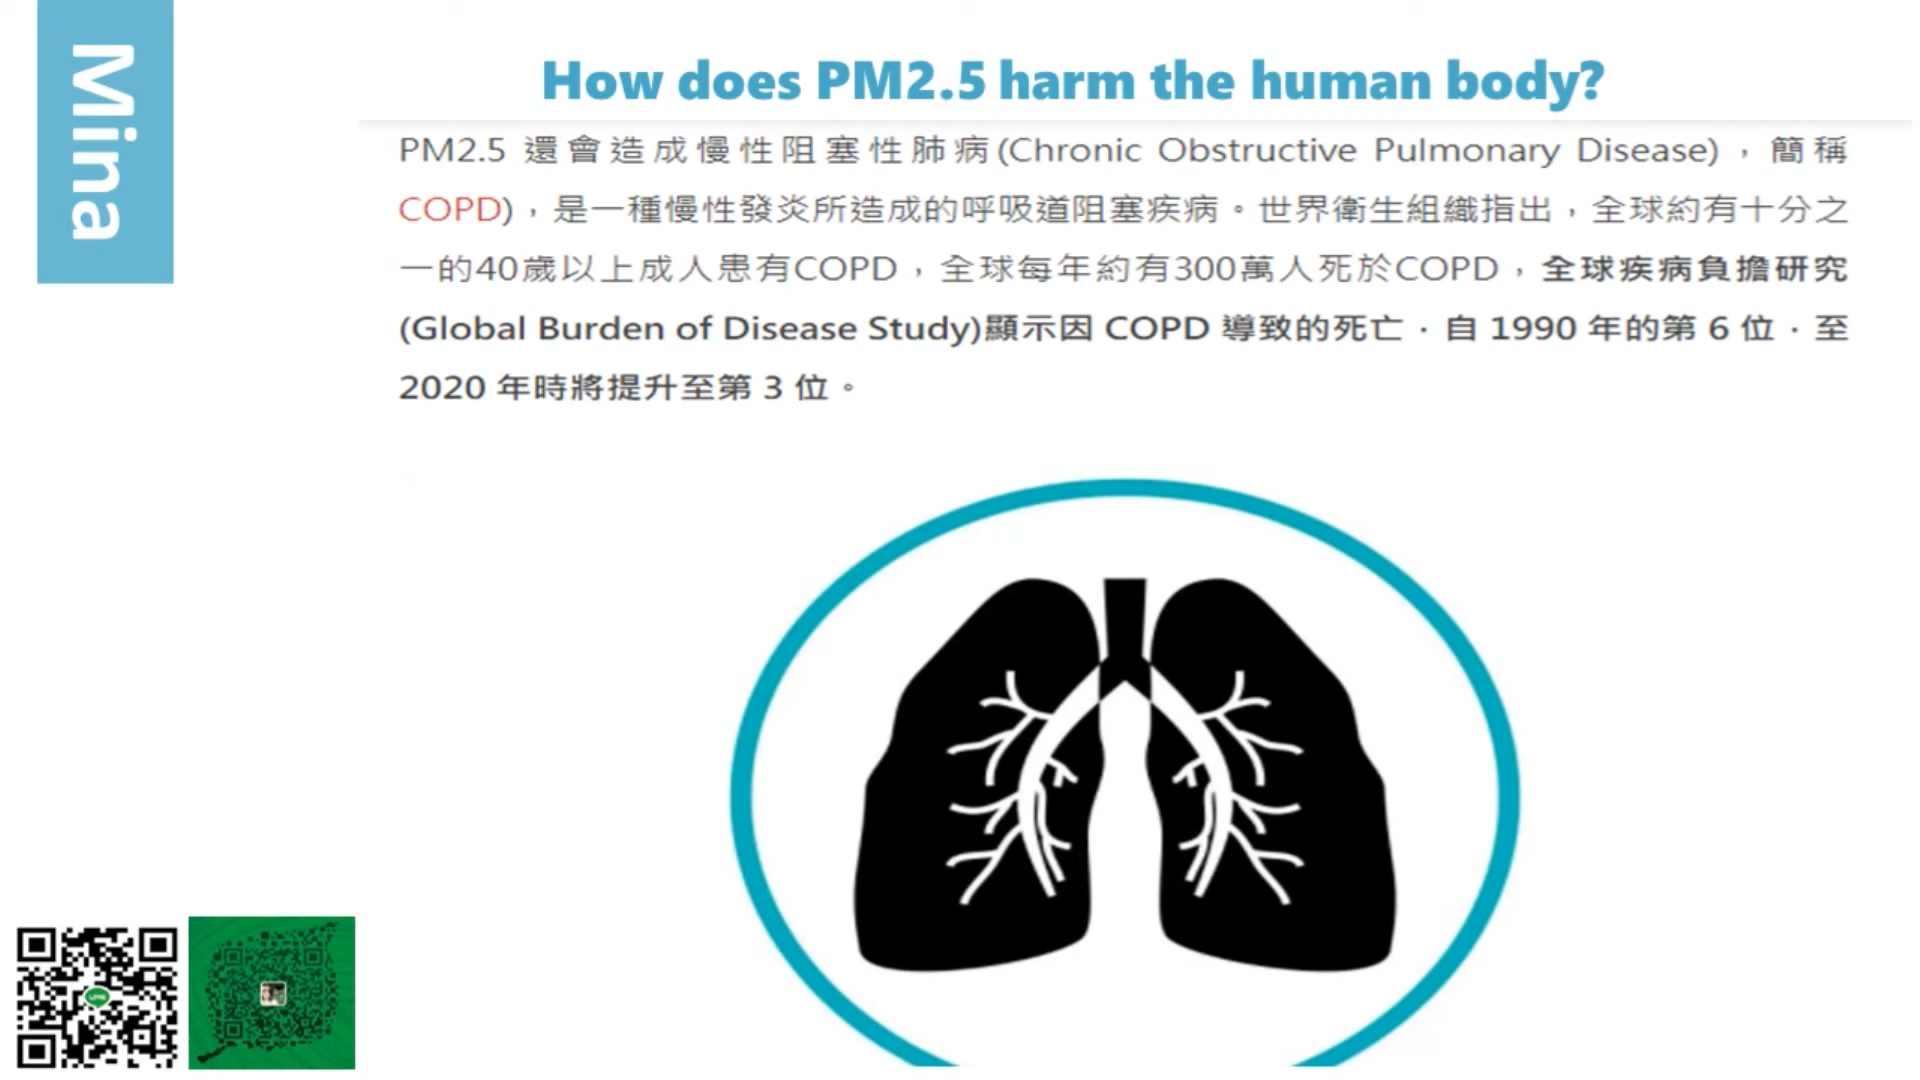 Mina
How does PM2.5 harm the human body?
PM2.5 還會造成慢性阻塞性肺病(Chronic Obstructive Pulmonary Disease)，簡稱
COPD)，是一種慢性發炎所造成的呼吸道阻塞疾病。世界衛生組織指出，全球約有十分之
一的40歲以上成人患有COPD，全球每年約有300萬人死於COPD，全球疾病負擔研究
(Global Burden of Disease Study)顯示因 COPD 導致的死亡．自 1990 年的第 6 位．至
2020 年時將提升至第 3 位。
LINE